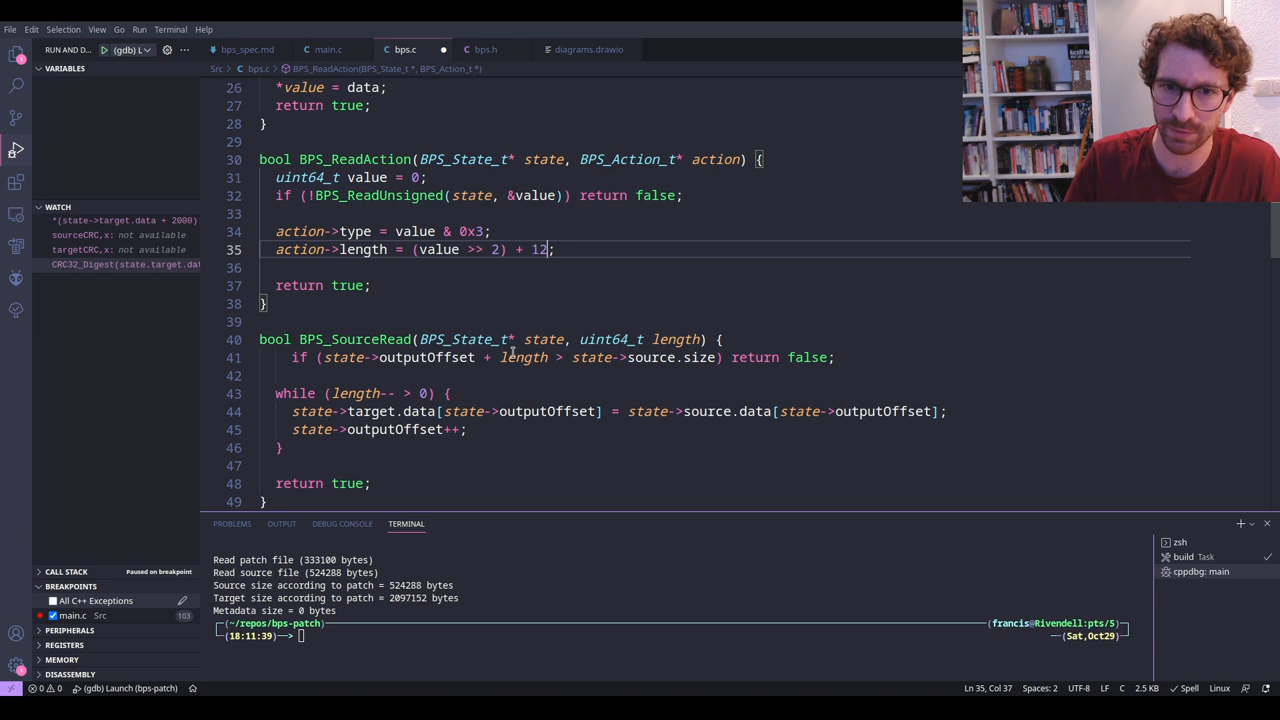 File Edit Selection View Go Run Terminal Help
RUN AND D... (gdb) L
bps_spec.md main.c bps.c bps.h diagrams.drawio
VARIABLES
Src > bps.c > BPS_ReadAction(BPS_State_t *, BPS_Action_t *)
26 *value = data;
27 return true;
28 }
29
30 bool BPS_ReadAction(BPS_State_t* state, BPS_Action_t* action) {
31 uint64_t value = 0;
32 if (!BPS_ReadUnsigned(state, &value)) return false;
33
34 action->type = value & 0x3;
35 action->length = (value >> 2) + 12;
36
37 return true;
38 }
39
40 bool BPS_SourceRead(BPS_State_t* state, uint64_t length) {
41 if (state->outputOffset + length > state->source.size) return false;
42
43 while (length-- > 0) {
44 state->target.data[state->outputOffset] = state->source.data[state->outputOffset];
45 state->outputOffset++;
46 }
47
48 return true;
49 }
WATCH
*(state->target.data + 2000)
sourceCRC,x: not available
targetCRC,x: not available
CRC32_Digest(state.target.dat
CALL STACK Paused on breakpoint
BREAKPOINTS
All C++ Exceptions
main.c Src 103
PERIPHERALS
REGISTERS
MEMORY
DISASSEMBLY
PROBLEMS OUTPUT DEBUG CONSOLE TERMINAL
Read patch file (333100 bytes)
Read source file (524288 bytes)
Source size according to patch = 524288 bytes
Target size according to patch = 2097152 bytes
Metadata size = 0 bytes
(~/repos/bps-patch) (francis@Rivendell:pts/5)
(18:11:39)--> (Sat,Oct29)
zsh
build Task
cppdbg: main
0 0 (gdb) Launch (bps-patch) Ln 35, Col 37 Spaces: 2 UTF-8 LF C 2.5 KB Spell Linux